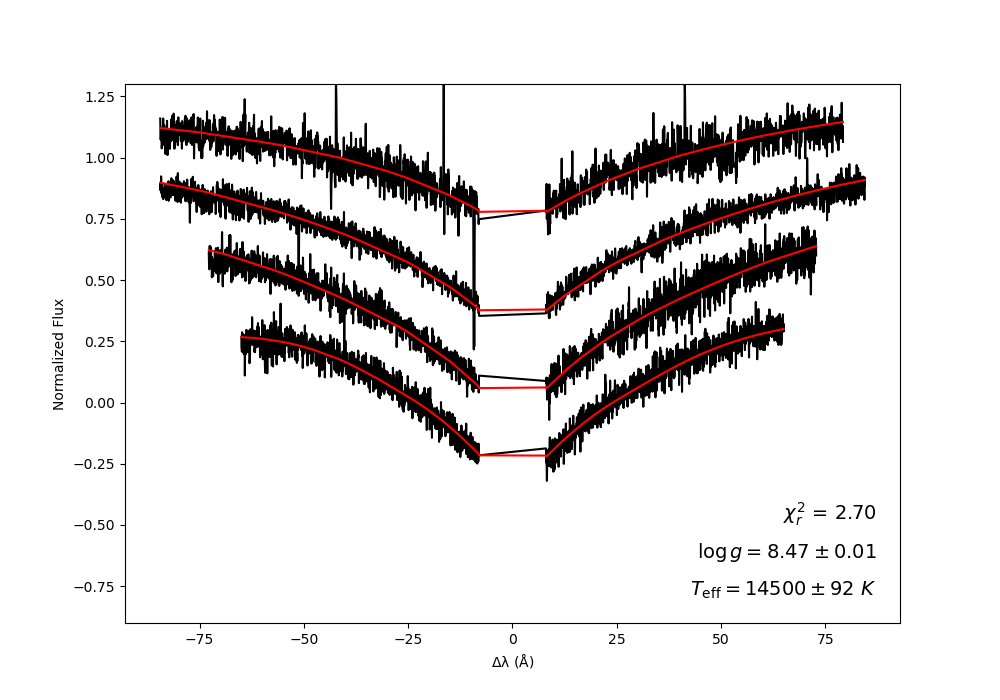 1.25
1.00
0.75
0.50
0.25
0.00
−0.25
−0.50
−0.75
Normalized Flux
χ²ᵣ = 2.70
log g = 8.47 ± 0.01
T_eff = 14500 ± 92 K
−75 −50 −25 0 25 50 75
Δλ (Å)